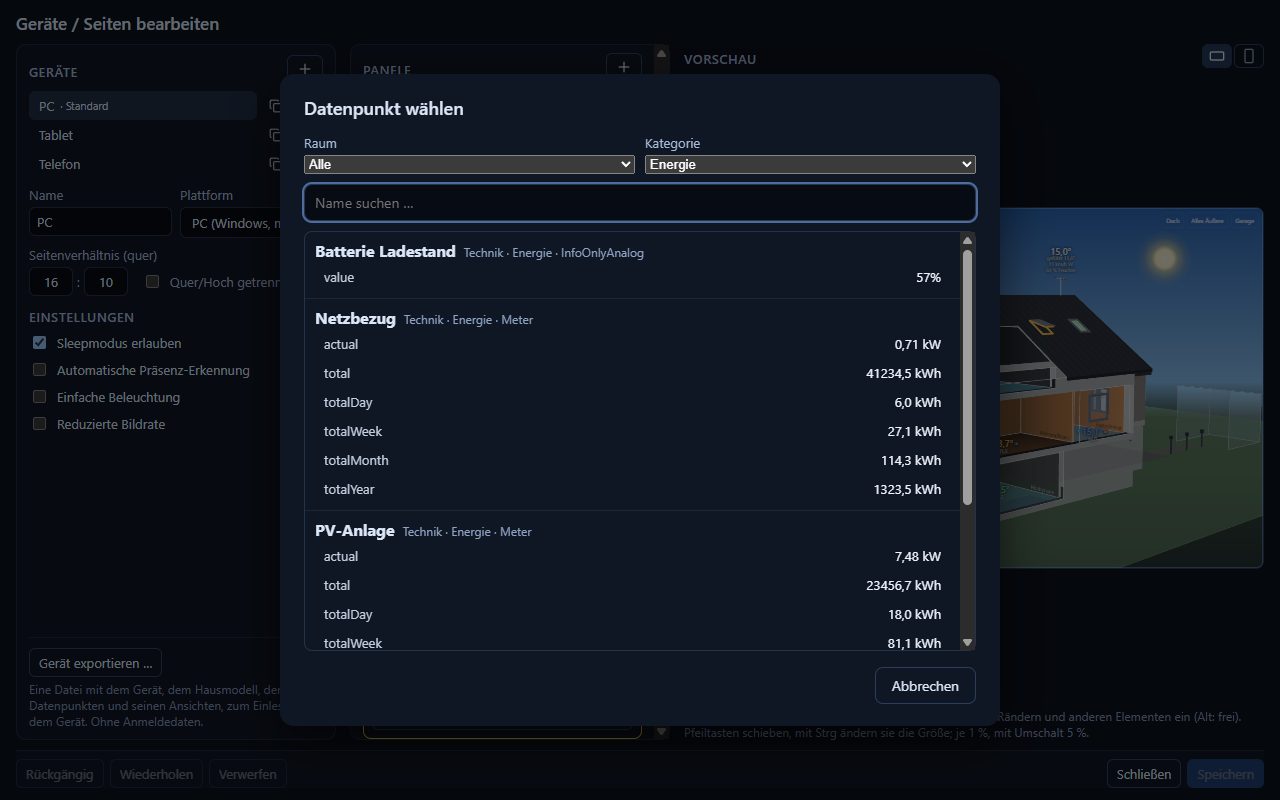 Geräte / Seiten bearbeiten
GERÄTE
PC · Standard
Tablet
Telefon
Name
Plattform
PC
PC (Windows,
Seitenverhältnis (quer)
16 : 10
Quer/Hoch getrenn
EINSTELLUNGEN
Sleepmodus erlauben
Automatische Präsenz-Erkennung
Einfache Beleuchtung
Reduzierte Bildrate
Gerät exportieren ...
Eine Datei mit dem Gerät, dem Hausmodell, de
Datenpunkten und seinen Ansichten, zum Einles
dem Gerät. Ohne Anmeldedaten.
PANELE
VORSCHAU
Datenpunkt wählen
Raum
Kategorie
Alle
Energie
Name suchen ...
Batterie Ladestand Technik · Energie · InfoOnlyAnalog
value 57%
Netzbezug Technik · Energie · Meter
actual 0,71 kW
total 41234,5 kWh
totalDay 6,0 kWh
totalWeek 27,1 kWh
totalMonth 114,3 kWh
totalYear 1323,5 kWh
PV-Anlage Technik · Energie · Meter
actual 7,48 kW
total 23456,7 kWh
totalDay 18,0 kWh
totalWeek 81,1 kWh
Abbrechen
Dach Alles Äußere Garage
15,0°
Rändern und anderen Elementen ein (Alt: frei).
Pfeiltasten schieben, mit Strg ändern sie die Größe; je 1 %, mit Umschalt 5 %.
Rückgängig
Wiederholen
Verwerfen
Schließen
Speichern